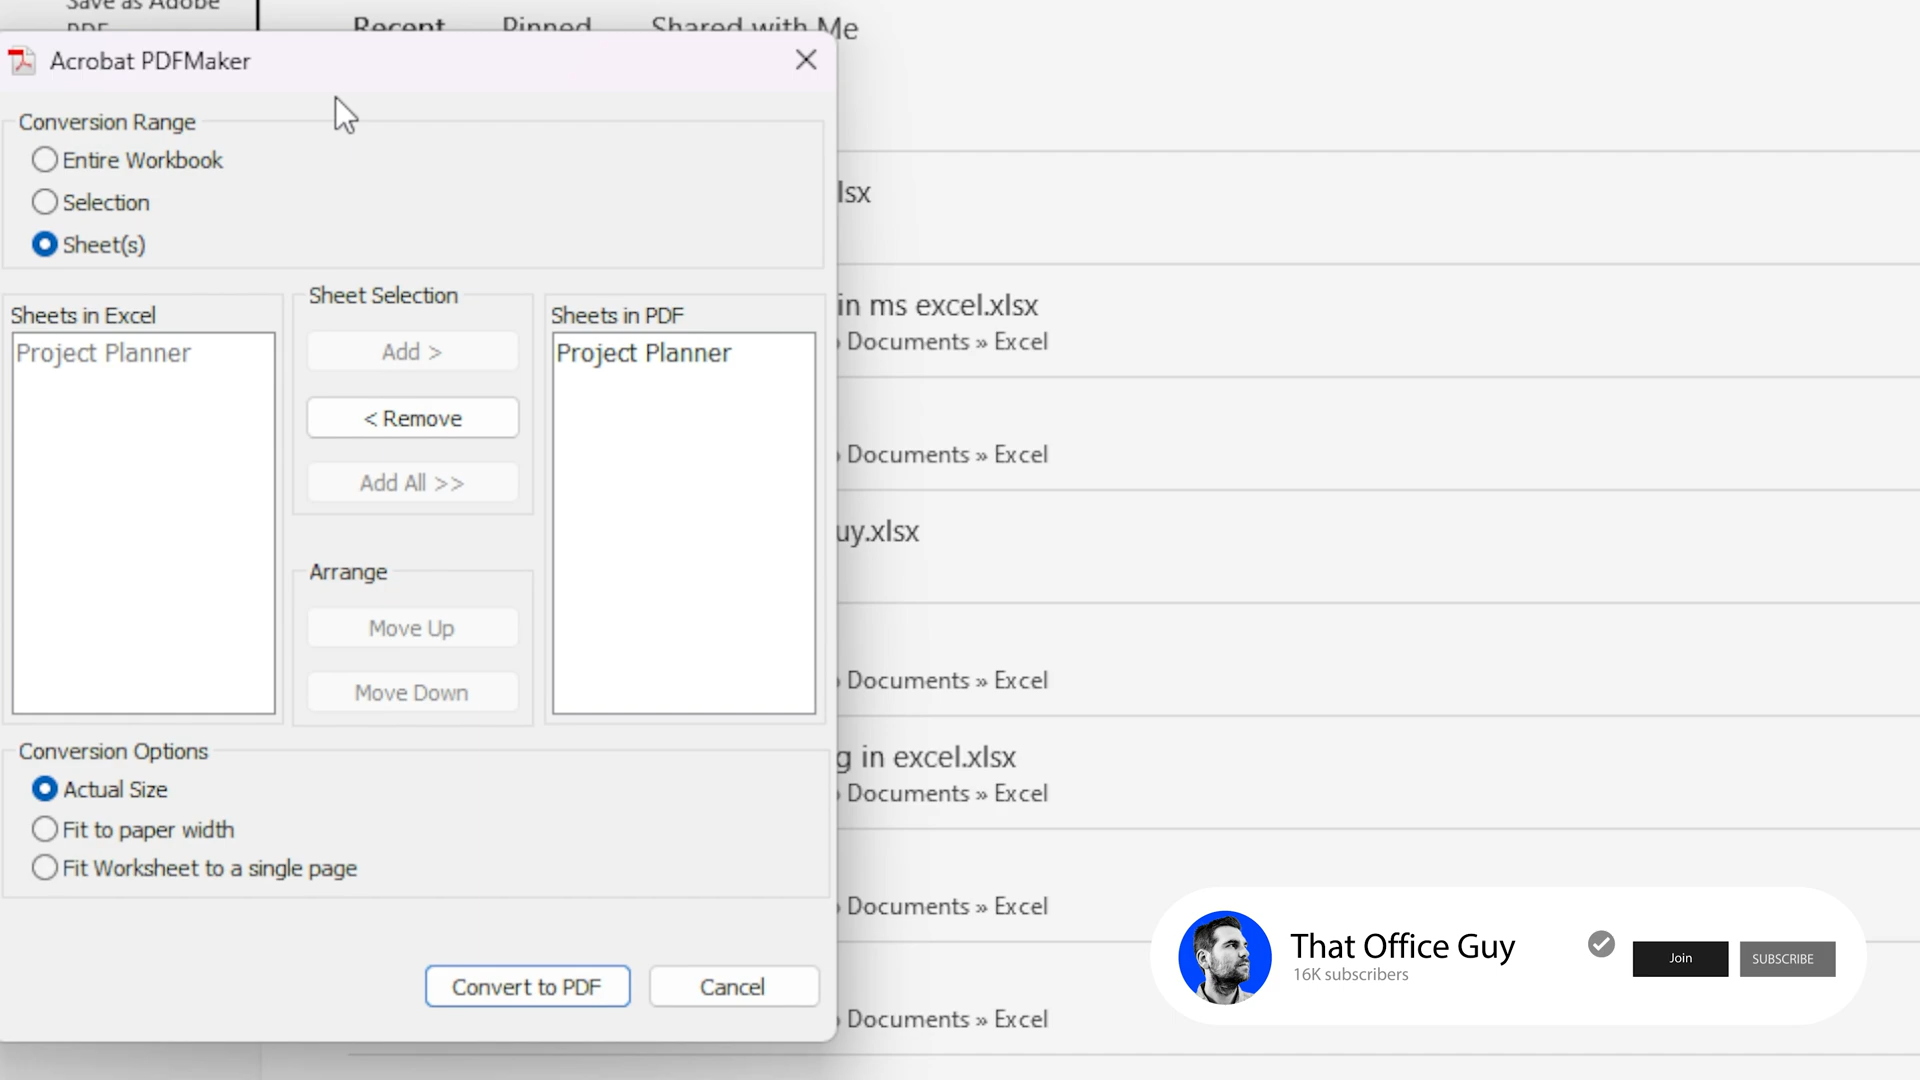 Save as Adobe
PDF
Recent Pinned Shared with Me
Acrobat PDFMaker
Conversion Range
Entire Workbook
Selection
Sheet(s)
Sheets in Excel
Project Planner
Sheet Selection
Add >
< Remove
Add All >>
Arrange
Move Up
Move Down
Sheets in PDF
Project Planner
Conversion Options
Actual Size
Fit to paper width
Fit Worksheet to a single page
Convert to PDF
Cancel
lsx
in ms excel.xlsx
Documents » Excel
Documents » Excel
uy.xlsx
Documents » Excel
g in excel.xlsx
Documents » Excel
Documents » Excel
Documents » Excel
That Office Guy
16K subscribers
Join
SUBSCRIBE